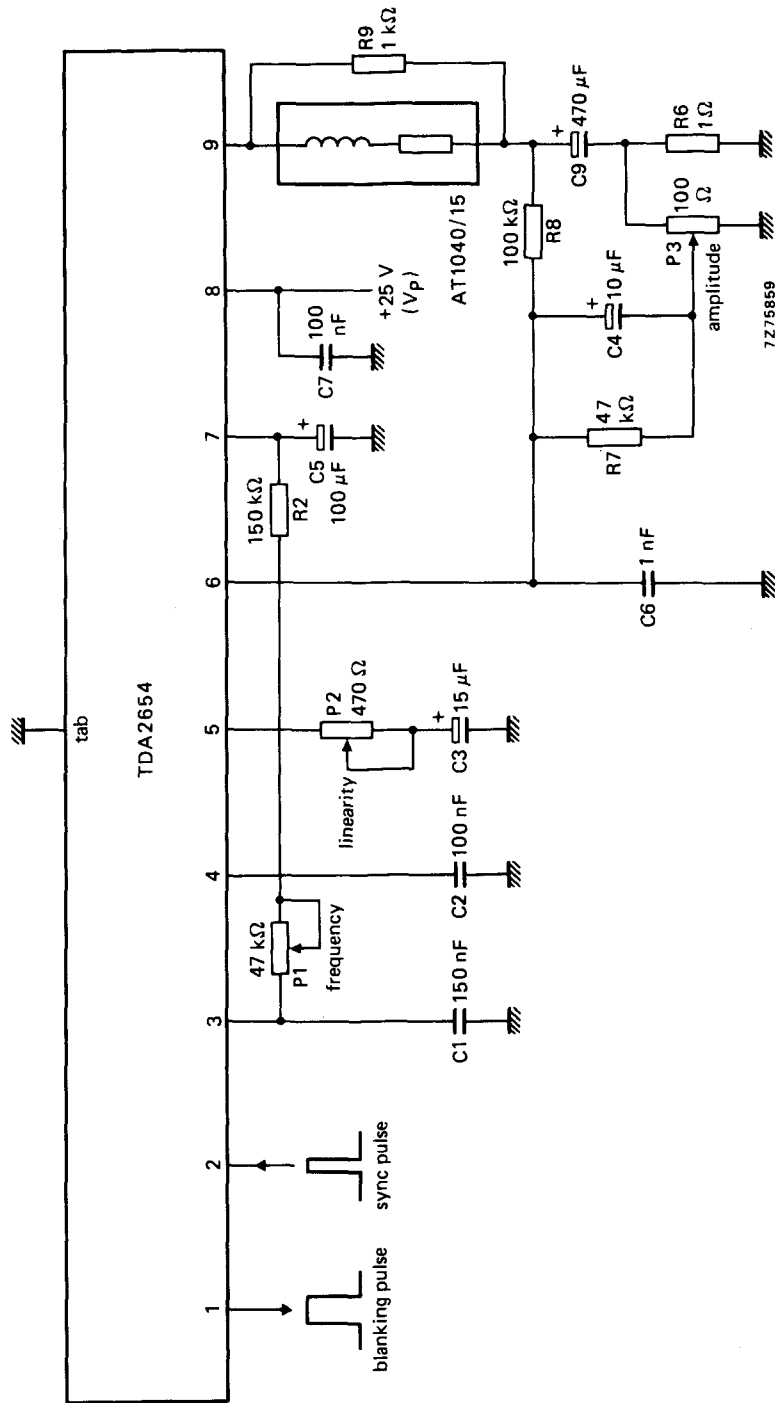 tab
TDA2654
1
2
3
4
5
6
7
8
9
blanking pulse
sync pulse
47 kΩ
P1
frequency
C1
150 nF
C2
100 nF
P2
470 Ω
linearity
+
C3
15 µF
150 kΩ
R2
+
C5
100 µF
C6
1 nF
100
nF
C7
+25 V
(VP)
R9
1 kΩ
AT1040/15
100 kΩ
R8
+
C9
470 µF
R6
1Ω
100
Ω
P3
amplitude
+
C4
10 µF
47
kΩ
R7
7Z75859